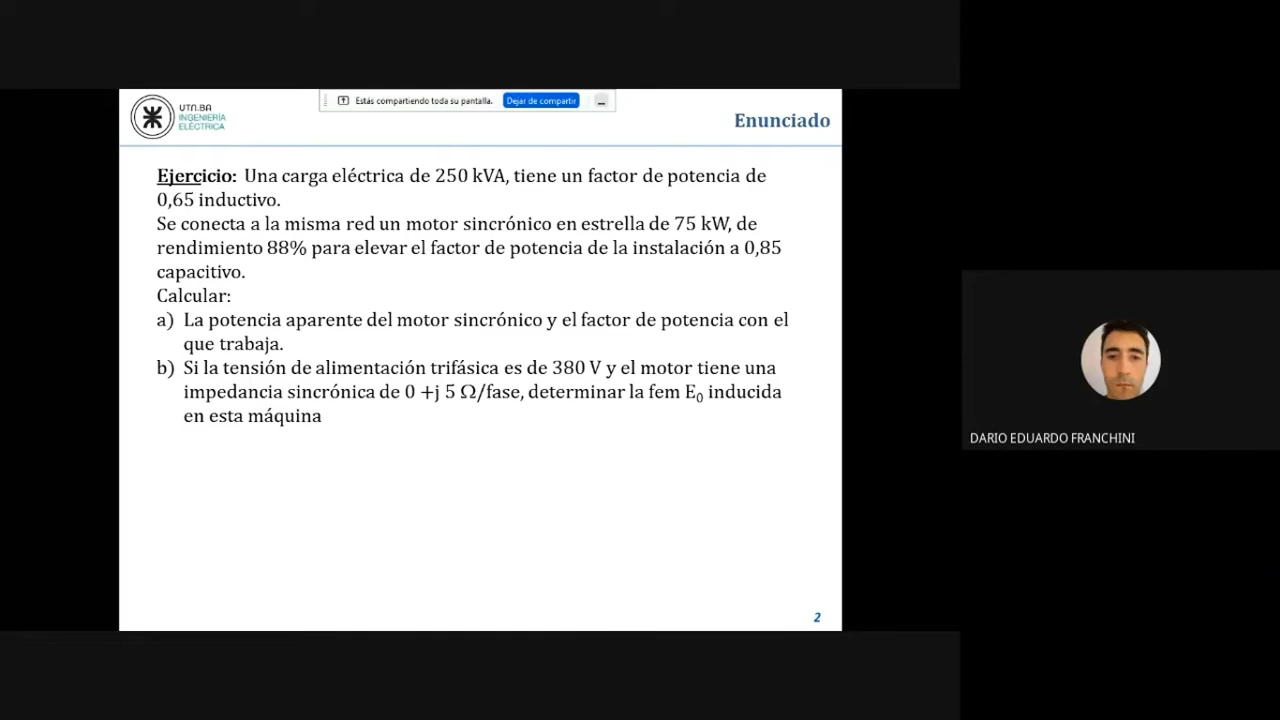 UTN.BA
INGENIERÍA
ELÉCTRICA
Estás compartiendo toda su pantalla.
Dejar de compartir
Enunciado
Ejercicio: Una carga eléctrica de 250 kVA, tiene un factor de potencia de
0,65 inductivo.
Se conecta a la misma red un motor sincrónico en estrella de 75 kW, de
rendimiento 88% para elevar el factor de potencia de la instalación a 0,85
capacitivo.
Calcular:
a) La potencia aparente del motor sincrónico y el factor de potencia con el
que trabaja.
b) Si la tensión de alimentación trifásica es de 380 V y el motor tiene una
impedancia sincrónica de 0 +j 5 Ω/fase, determinar la fem E₀ inducida
en esta máquina
2
DARIO EDUARDO FRANCHINI